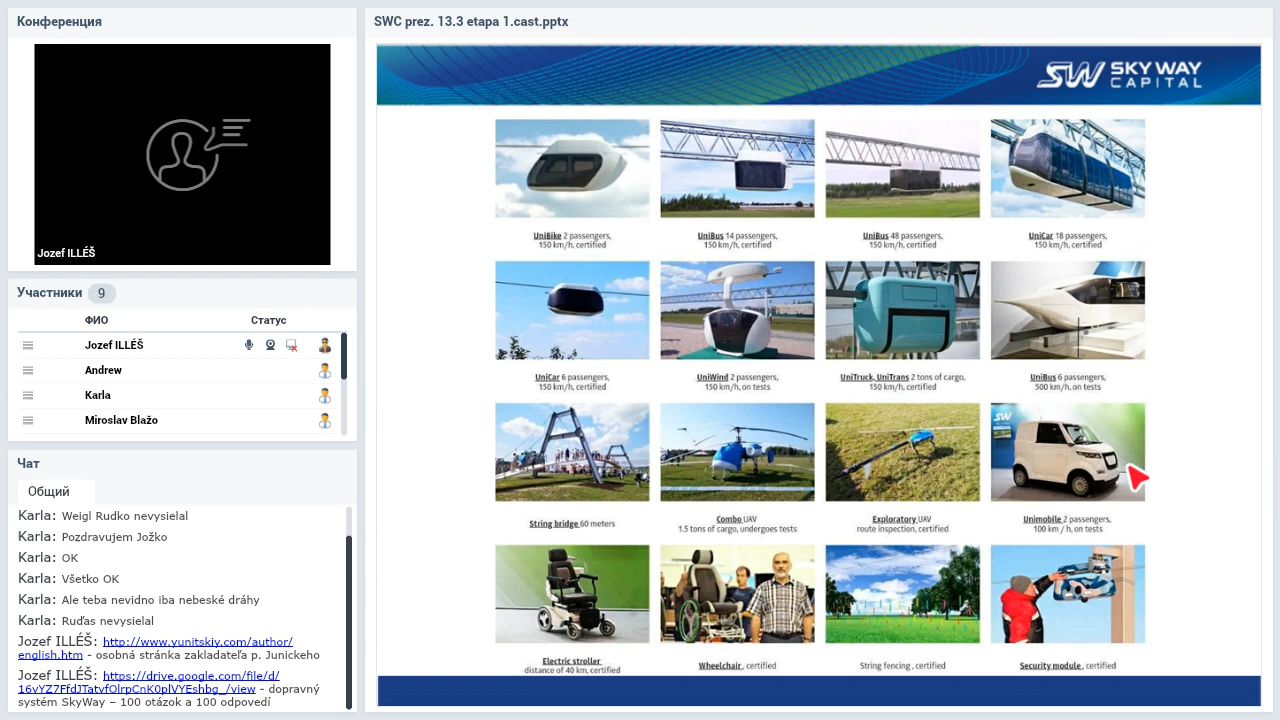 Конференция
Jozef ILLÉŠ
Участники 9
ФИО Статус
Jozef ILLÉŠ
Andrew
Karla
Miroslav Blažo
Чат
Общий
Karla: Weigl Rudko nevysielal
Karla: Pozdravujem Jožko
Karla: OK
Karla: Všetko OK
Karla: Ale teba nevidno iba nebeské dráhy
Karla: Ruďas nevysielal
Jozef ILLÉŠ: http://www.yunitskiy.com/author/
english.htm - osobná stránka zakladateľa p. Junickeho
Jozef ILLÉŠ: https://drive.google.com/file/d/
16vYZ7FfdJTatvfOlrpCnK0plVYEshbg_/view - dopravný
systém SkyWay – 100 otázok a 100 odpovedí
SWC prez. 13.3 etapa 1.cast.pptx
SW SKY WAY
CAPITAL
UniBike 2 passengers,
150 km/h, certified
UniBus 14 passengers,
150 km/h, certified
UniBus 48 passengers,
150 km/h, certified
UniCar 18 passengers,
150 km/h, certified
UniCar 6 passengers,
150 km/h, certified
UniWind 2 passengers,
150 km/h, on tests
UniTruck, UniTrans 2 tons of cargo,
150 km/h, certified
UniBus 6 passengers,
500 km/h, on tests
SW
String bridge 60 meters
Combo UAV
1.5 tons of cargo, undergoes tests
Exploratory UAV
route inspection, certified
Unimobile 2 passengers,
100 km / h, on tests
Electric stroller,
distance of 40 km, certified
Wheelchair , certified
String fencing , certified
Security module , certified